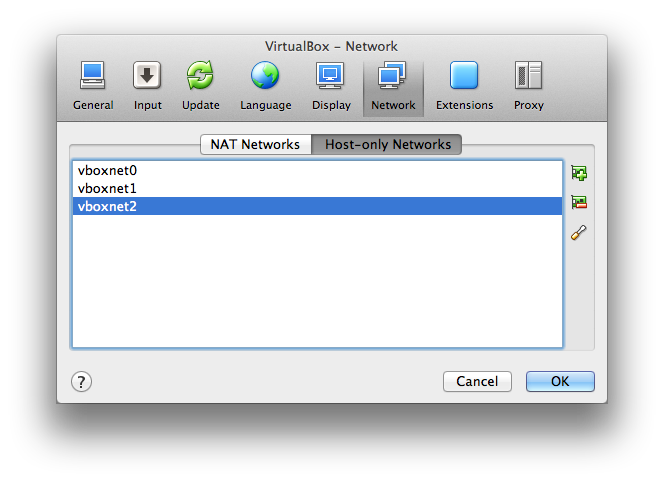 VirtualBox – Network
General Input Update Language Display Network Extensions Proxy
NAT Networks Host-only Networks
vboxnet0
vboxnet1
vboxnet2
? Cancel OK